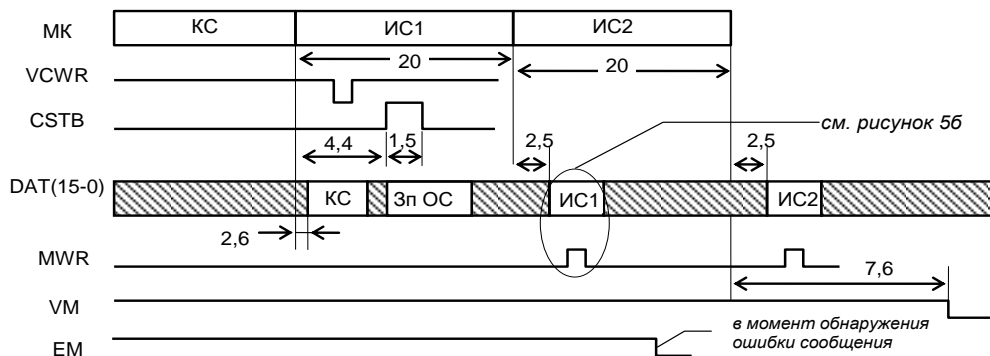 МК КС ИС1 ИС2
20 20
VCWR
CSTB
см. рисунок 5б
4,4 1,5 2,5 2,5
DAT(15-0) КС Зп ОС ИС1 ИС2
2,6
MWR
7,6
VM
в момент обнаружения
ошибки сообщения
EM